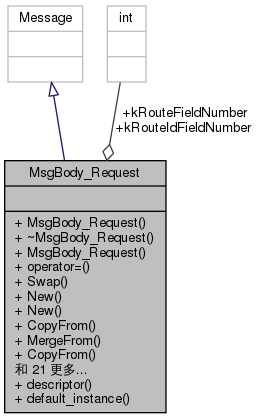 Message
int
+kRouteFieldNumber
+kRouteIdFieldNumber
MsgBody_Request
+ MsgBody_Request()
+ ~MsgBody_Request()
+ MsgBody_Request()
+ operator=()
+ Swap()
+ New()
+ New()
+ CopyFrom()
+ MergeFrom()
+ CopyFrom()
和 21 更多...
+ descriptor()
+ default_instance()